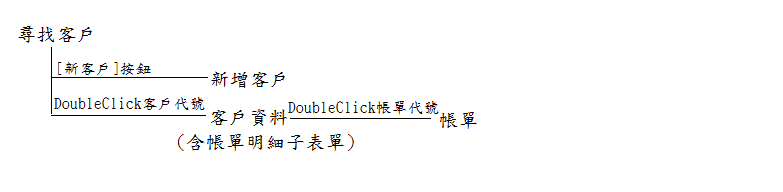 尋找客戶
[新客戶]按鈕
新增客戶
DoubleClick客戶代號
客戶資料
DoubleClick帳單代號
帳單
(含帳單明細子表單)